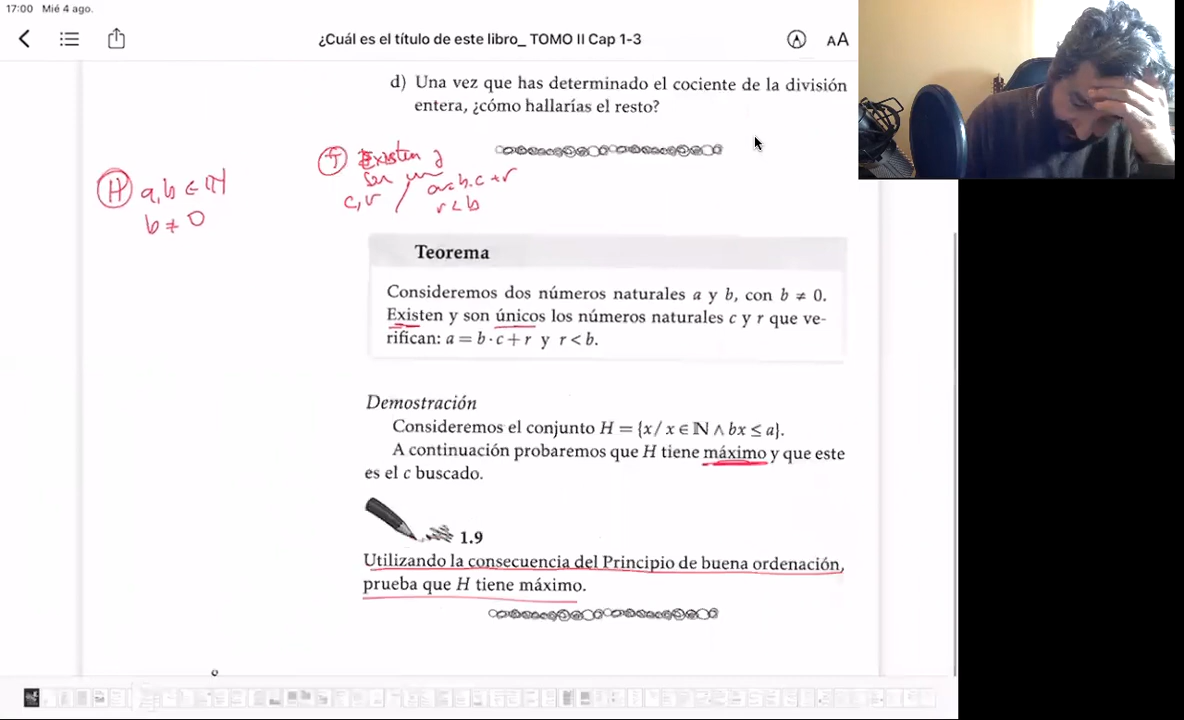 17:00 Mié 4 ago.
¿Cuál es el título de este libro_ TOMO II Cap 1-3
AA
d) Una vez que has determinado el cociente de la división
entera, ¿cómo hallarías el resto?
H a, b ∈ ℕ
b ≠ 0
T Existen y
son un
c, r / a = b.c + r
r < b
Teorema
Consideremos dos números naturales a y b, con b ≠ 0.
Existen y son únicos los números naturales c y r que ve-
rifican: a = b · c + r y r < b.
Demostración
Consideremos el conjunto H = {x/ x ∈ ℕ ∧ bx ≤ a}.
A continuación probaremos que H tiene máximo y que este
es el c buscado.
1.9
Utilizando la consecuencia del Principio de buena ordenación,
prueba que H tiene máximo.